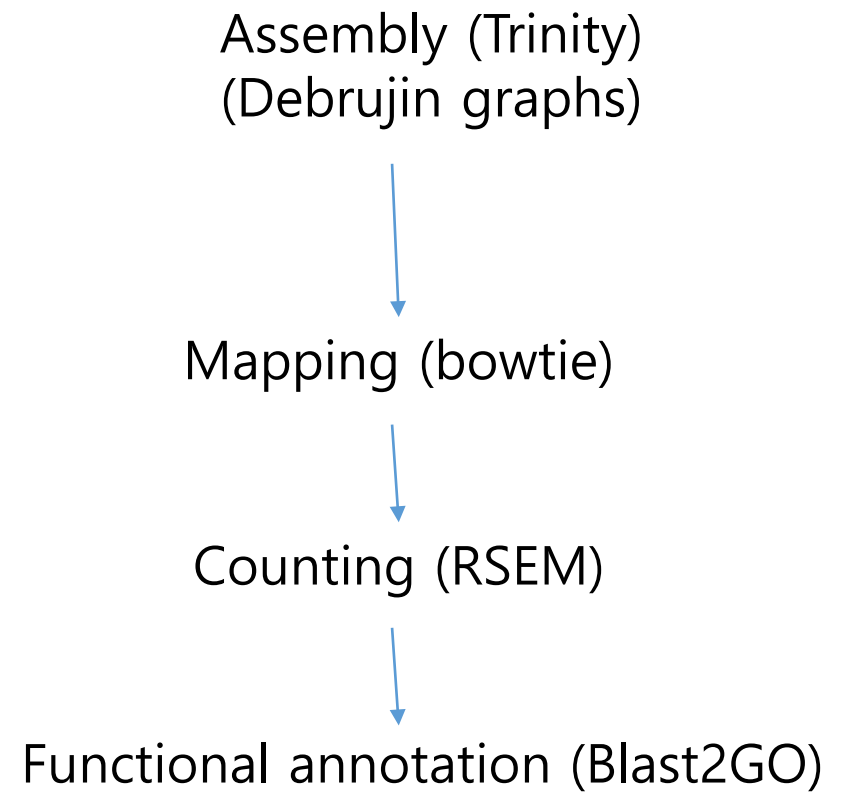 Assembly (Trinity)
(Debrujin graphs)
Mapping (bowtie)
Counting (RSEM)
Functional annotation (Blast2GO)